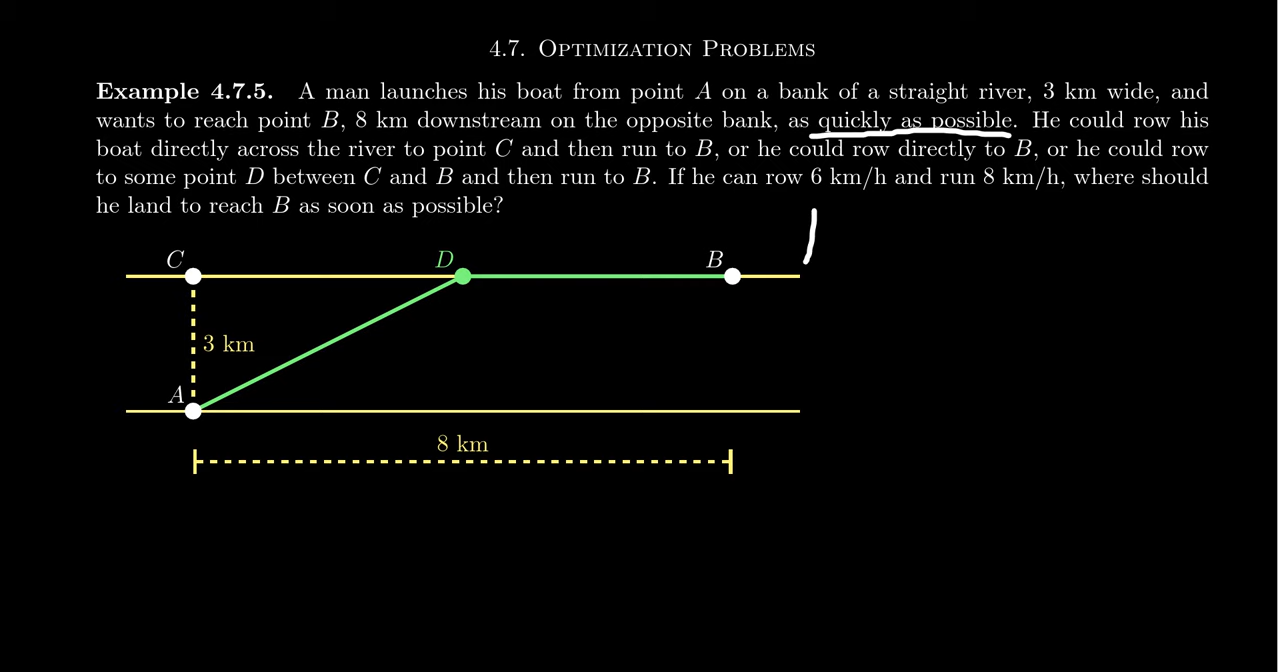 4.7. OPTIMIZATION PROBLEMS
Example 4.7.5. A man launches his boat from point A on a bank of a straight river, 3 km wide, and
wants to reach point B, 8 km downstream on the opposite bank, as quickly as possible. He could row his
boat directly across the river to point C and then run to B, or he could row directly to B, or he could row
to some point D between C and B and then run to B. If he can row 6 km/h and run 8 km/h, where should
he land to reach B as soon as possible?
C D B
3 km
A
8 km